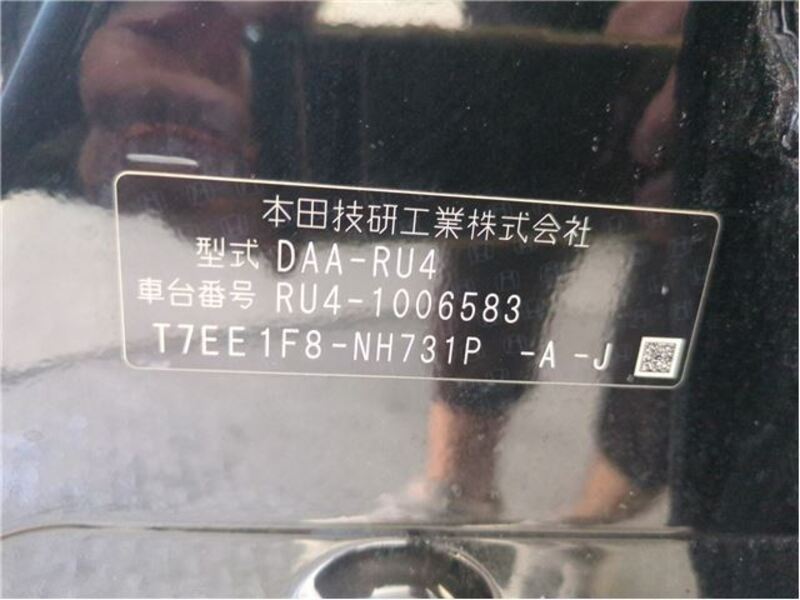 本田技研工業株式会社
型式 DAA-RU4
車台番号 RU4-1006583
T7EE1F8-NH731P -A -J